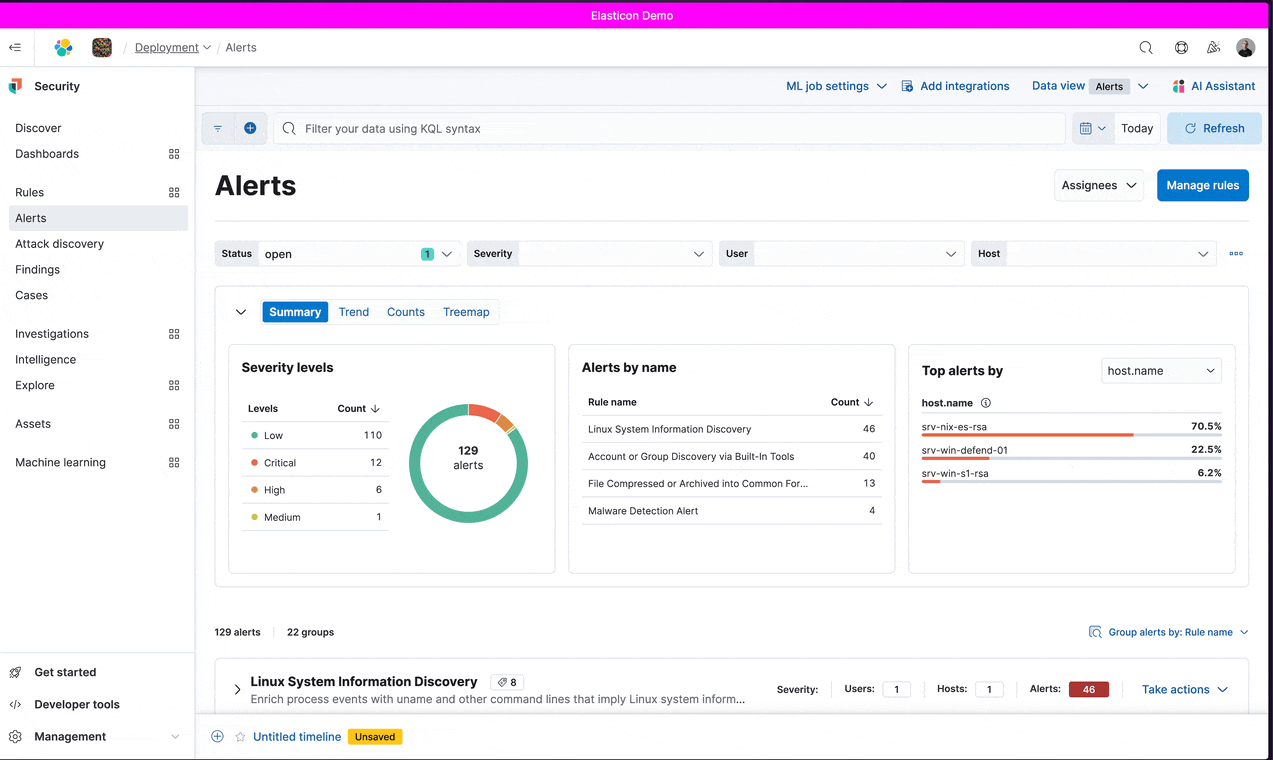 Elasticon Demo
Deployment / Alerts
Security
ML job settings Add integrations Data view Alerts AI Assistant
Discover
Dashboards
Rules
Alerts
Attack discovery
Findings
Cases
Investigations
Intelligence
Explore
Assets
Machine learning
Get started
Developer tools
Management
Filter your data using KQL syntax Today Refresh
Alerts Assignees Manage rules
Status open 1 Severity User Host
Summary Trend Counts Treemap
Severity levels
Levels Count
Low 110
Critical 12
High 6
Medium 1
129
alerts
Alerts by name
Rule name Count
Linux System Information Discovery 46
Account or Group Discovery via Built-In Tools 40
File Compressed or Archived into Common For... 13
Malware Detection Alert 4
Top alerts by host.name
host.name
srv-nix-es-rsa 70.5%
srv-win-defend-01 22.5%
srv-win-s1-rsa 6.2%
129 alerts 22 groups Group alerts by: Rule name
Linux System Information Discovery 8
Enrich process events with uname and other command lines that imply Linux system inform...
Severity: Users: 1 Hosts: 1 Alerts: 46 Take actions
Untitled timeline Unsaved